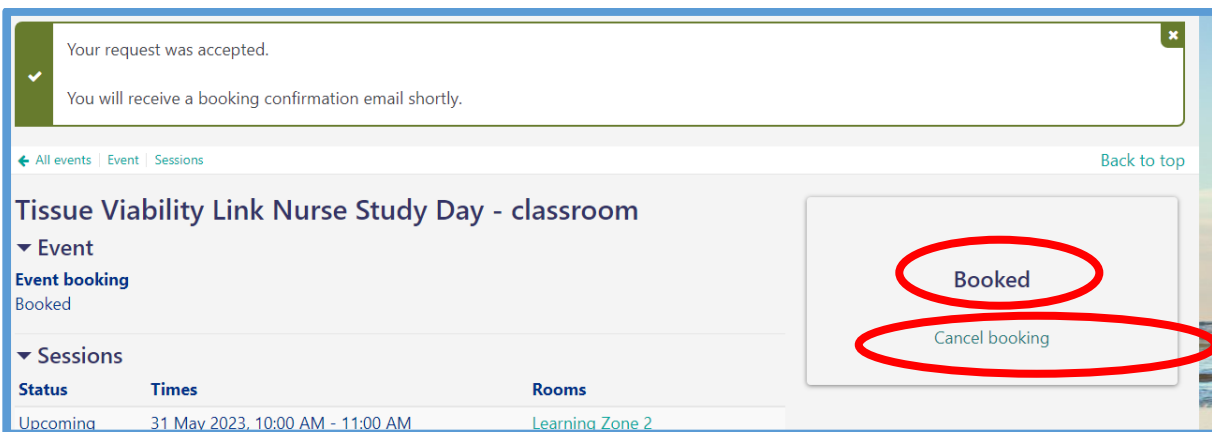 Your request was accepted.
You will receive a booking confirmation email shortly.
All events Event Sessions
Back to top
Tissue Viability Link Nurse Study Day - classroom
Event
Event booking
Booked
Booked
Cancel booking
Sessions
Status Times Rooms
Upcoming 31 May 2023, 10:00 AM - 11:00 AM Learning Zone 2